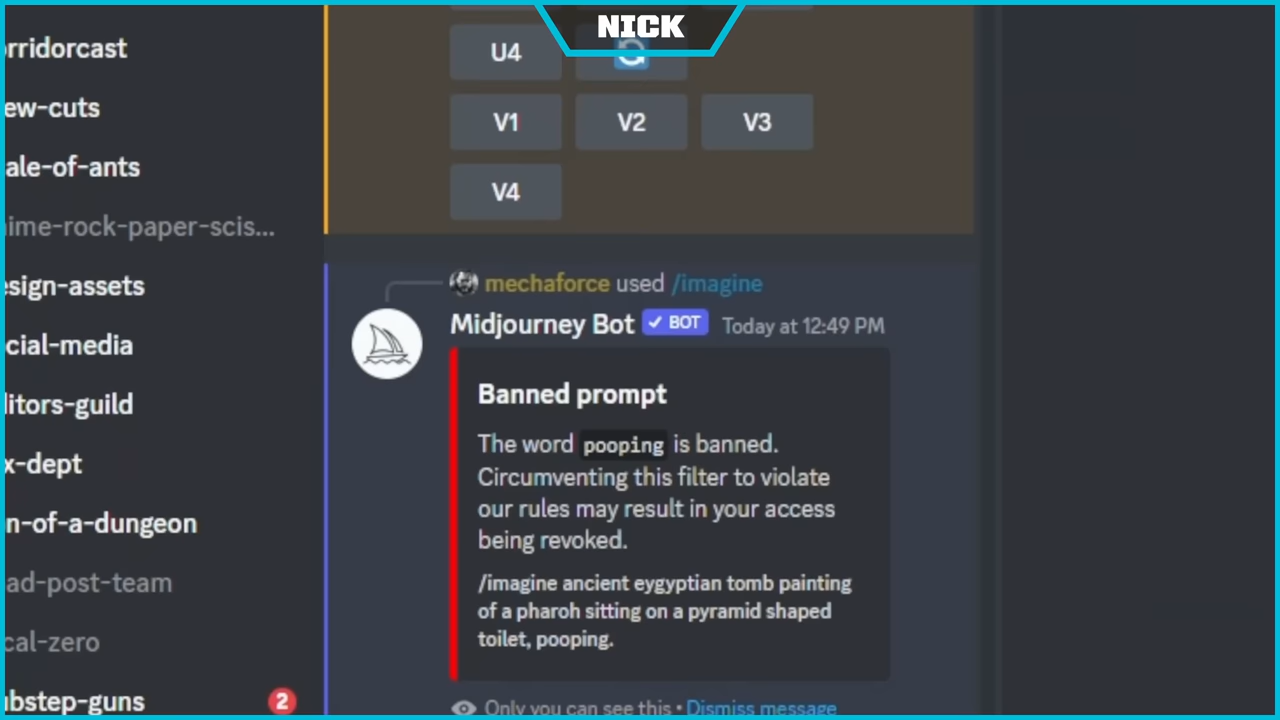 NICK
orridorcast
ew-cuts
ale-of-ants
ime-rock-paper-scis...
sign-assets
cial-media
itors-guild
x-dept
n-of-a-dungeon
ad-post-team
cal-zero
bstep-guns
2
U4
V1 V2 V3
V4
mechaforce used /imagine
Midjourney Bot BOT Today at 12:49 PM
Banned prompt
The word pooping is banned.
Circumventing this filter to violate
our rules may result in your access
being revoked.
/imagine ancient eygyptian tomb painting
of a pharoh sitting on a pyramid shaped
toilet, pooping.
Only you can see this • Dismiss message